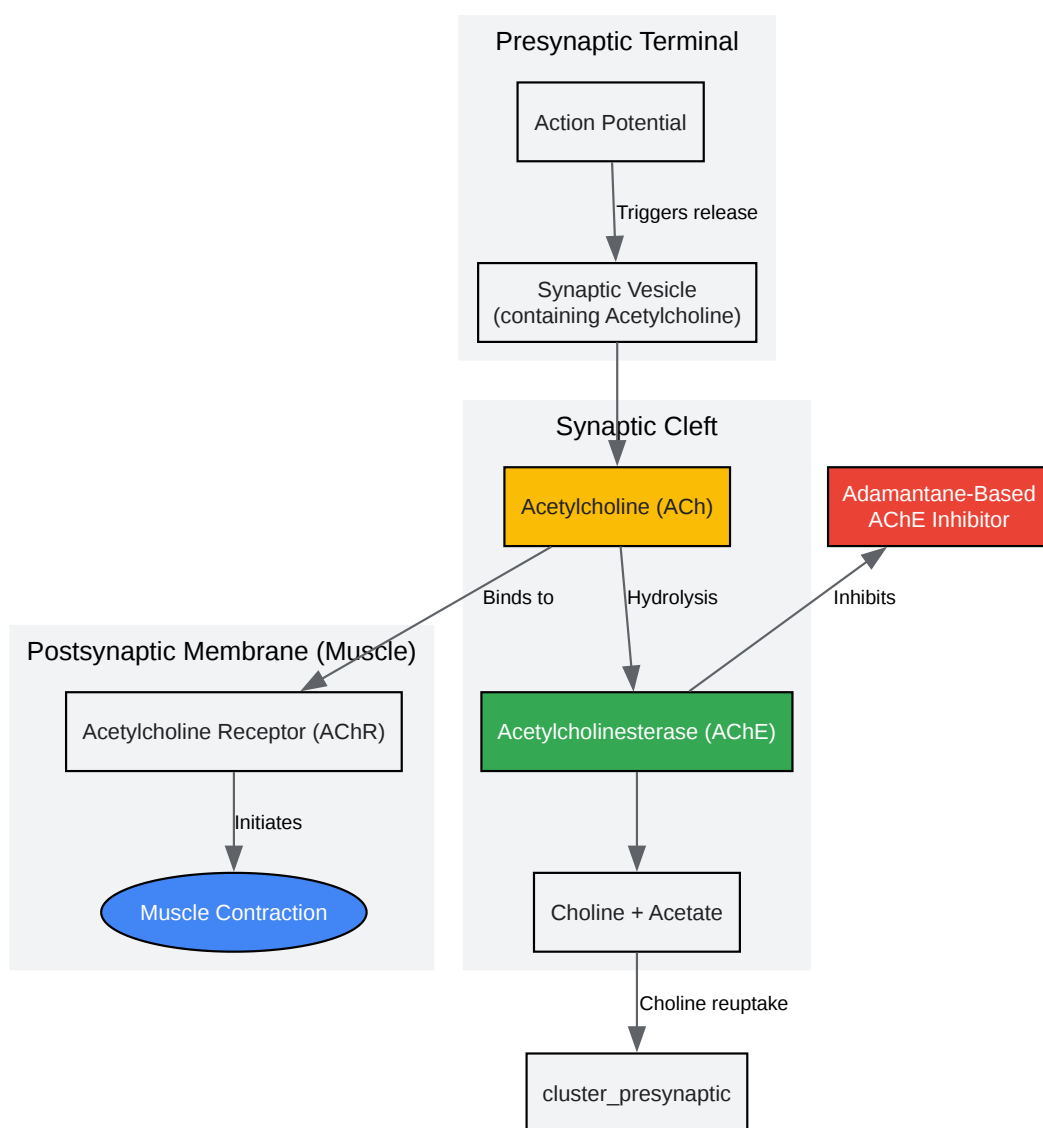 Presynaptic Terminal
Action Potential
Triggers release
Synaptic Vesicle
(containing Acetylcholine)
Synaptic Cleft
Acetylcholine (ACh)
Adamantane-Based
AChE Inhibitor
Binds to
Hydrolysis
Inhibits
Postsynaptic Membrane (Muscle)
Acetylcholine Receptor (AChR)
Acetylcholinesterase (AChE)
Initiates
Muscle Contraction
Choline + Acetate
Choline reuptake
cluster_presynaptic